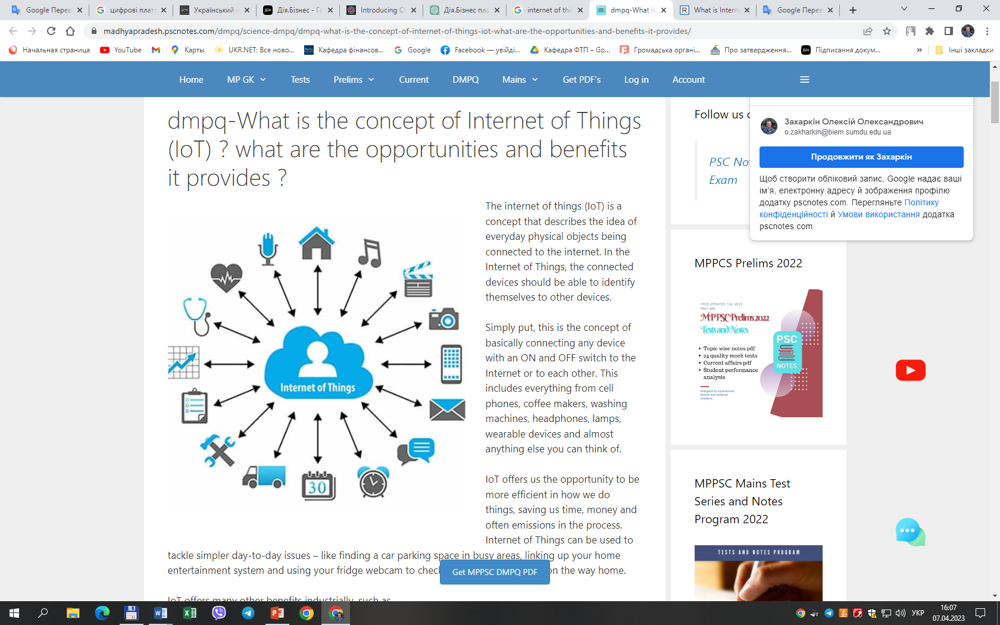 Google Перев
цифрові плат
Український і
Дія.Бізнес - Го
Introducing Ch
Дія.Бізнес пла
internet of thin
dmpq-What is
What is Intern
Google Перев
madhyapradesh.pscnotes.com/dmpq/science-dmpq/dmpq-what-is-the-concept-of-internet-of-things-iot-what-are-the-opportunities-and-benefits-it-provides/
Начальная страница
YouTube
Карты
UKR.NET: Все ново...
Кафедра фінансов...
Google
Facebook — увійді...
Кафедра ФТП – Go...
Громадська органі...
Про затвердження...
Дія Підписання докум...
»
Інші закладки
Home MP GK Tests Prelims Current DMPQ Mains Get PDF's Log in Account
dmpq-What is the concept of Internet of Things
(IoT) ? what are the opportunities and benefits
it provides ?
Internet of Things
30
The internet of things (IoT) is a
concept that describes the idea of
everyday physical objects being
connected to the internet. In the
Internet of Things, the connected
devices should be able to identify
themselves to other devices.
Simply put, this is the concept of
basically connecting any device
with an ON and OFF switch to the
Internet or to each other. This
includes everything from cell
phones, coffee makers, washing
machines, headphones, lamps,
wearable devices and almost
anything else you can think of.
IoT offers us the opportunity to be
more efficient in how we do
things, saving us time, money and
often emissions in the process.
Internet of Things can be used to
tackle simpler day-to-day issues – like finding a car parking space in busy areas, linking up your home
entertainment system and using your fridge webcam to chec on the way home.
Get MPPSC DMPQ PDF
IoT offers many other benefits industrially, such as
Follow us o
PSC No
Exam
Захаркін Олексій Олександрович
o.zakharkin@biem.sumdu.edu.ua
Продовжити як Захаркін
Щоб створити обліковий запис, Google надає ваші
ім'я, електронну адресу й зображення профілю
додатку pscnotes.com. Перегляньте Політику
конфіденційності й Умови використання додатка
pscnotes.com.
MPPCS Prelims 2022
FREE UPDATES TILL 2022
PRELIMS
MPPSC Prelims 2022
Tests and Notes
• Topic wise notes pdf
• 24 quality mock tests
• Current affairs pdf
• Student performance
analysis
PSC
NOTES
Designed by experienced
faculty and selected
Students
MPPSC Mains Test
Series and Notes
Program 2022
TESTS AND NOTES PROGRAM
УКР
16:07
07.04.2023